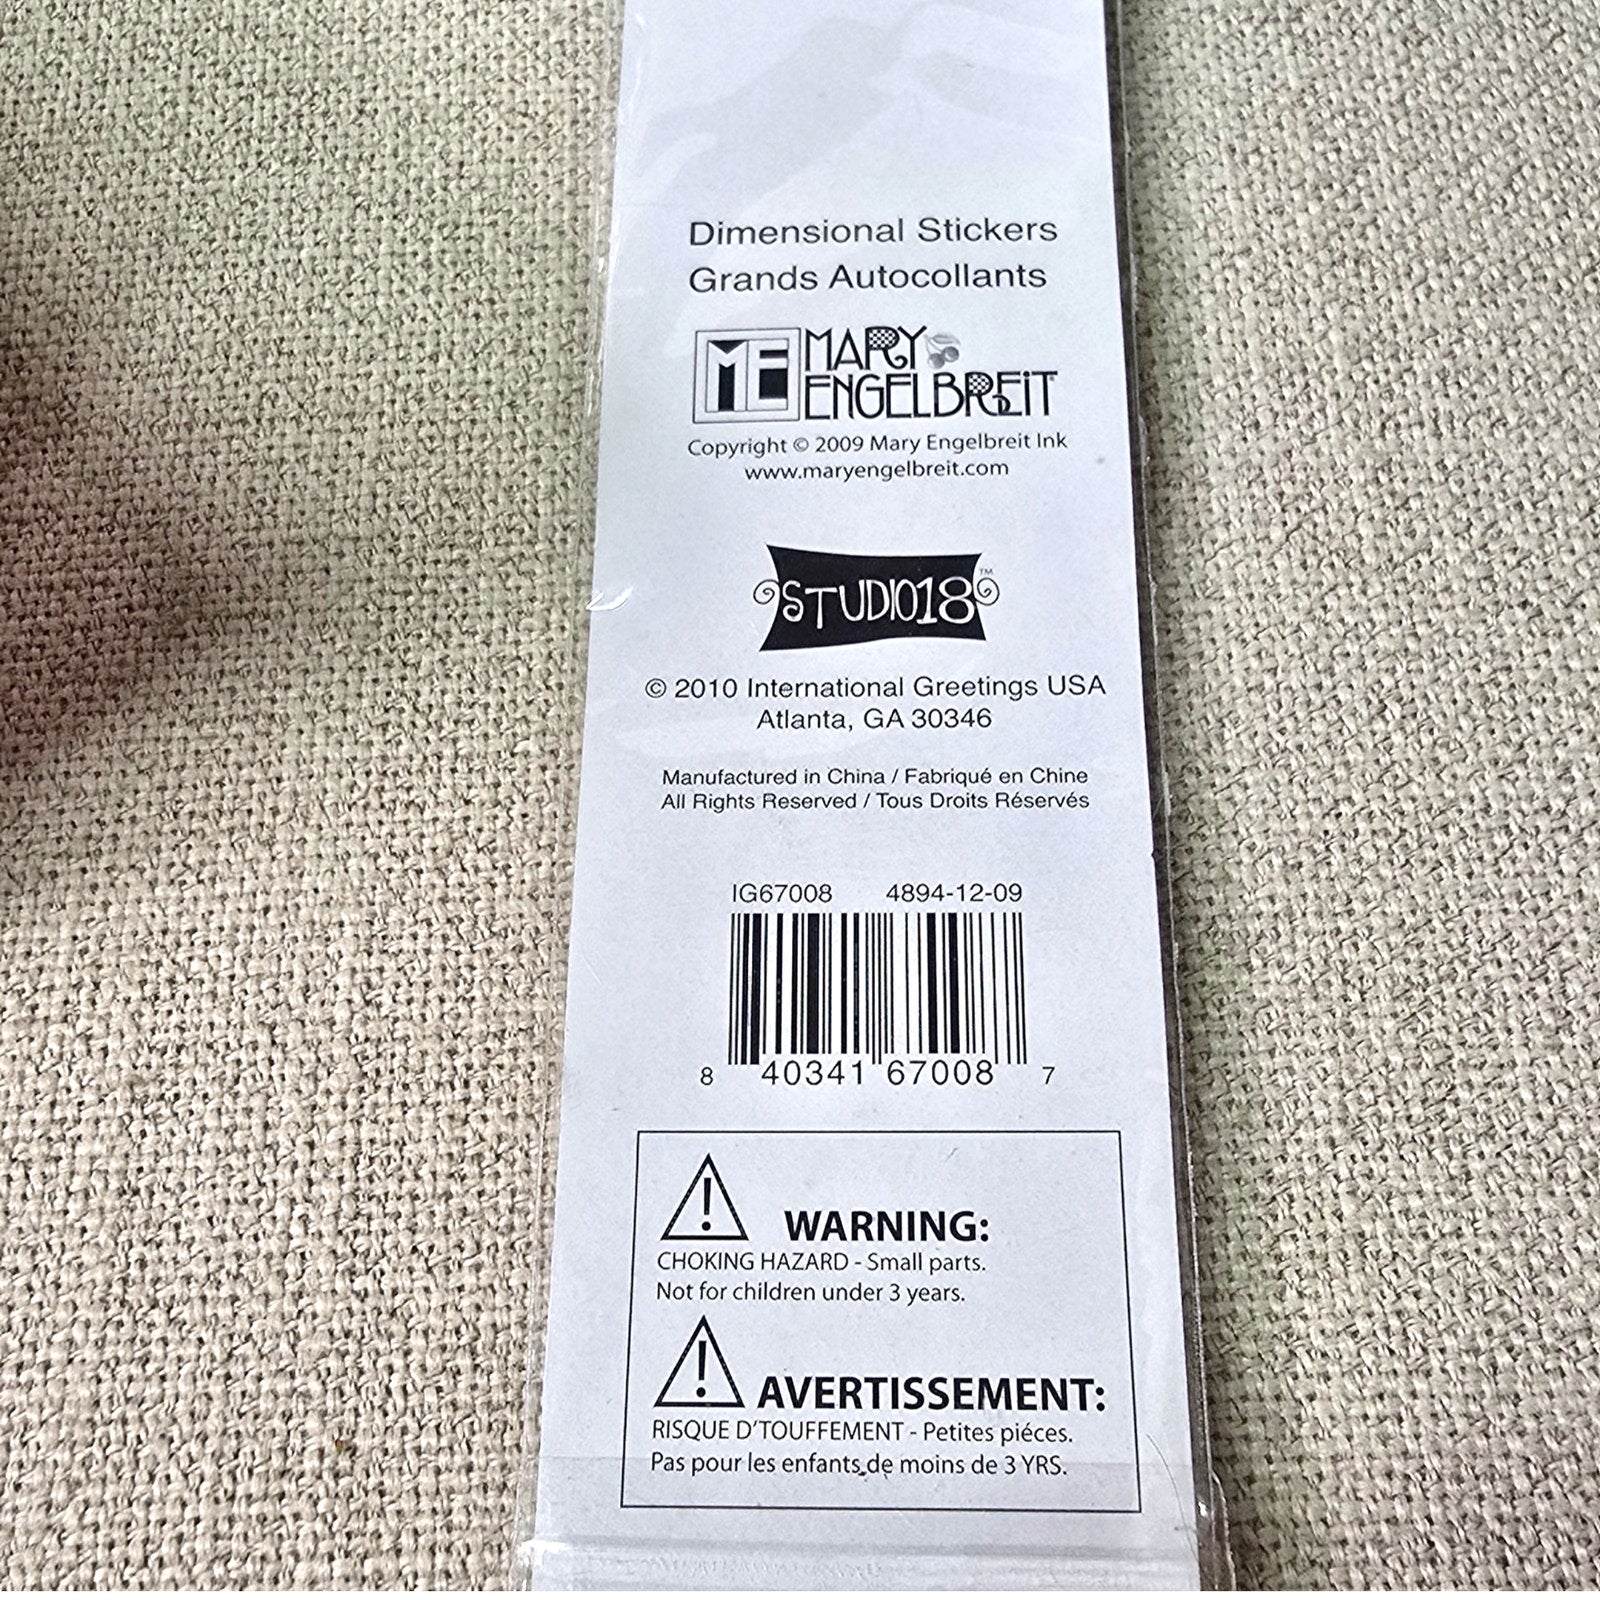 Dimensional Stickers
Grands Autocollants
ME MARY
ENGELBREiT
Copyright © 2009 Mary Engelbreit Ink
www.maryengelbreit.com
STUDIO18™
© 2010 International Greetings USA
Atlanta, GA 30346
Manufactured in China / Fabriqué en Chine
All Rights Reserved / Tous Droits Réservés
IG67008 4894-12-09
8 40341 67008 7
WARNING:
CHOKING HAZARD - Small parts.
Not for children under 3 years.
AVERTISSEMENT:
RISQUE D'TOUFFEMENT - Petites piéces.
Pas pour les enfants de moins de 3 YRS.